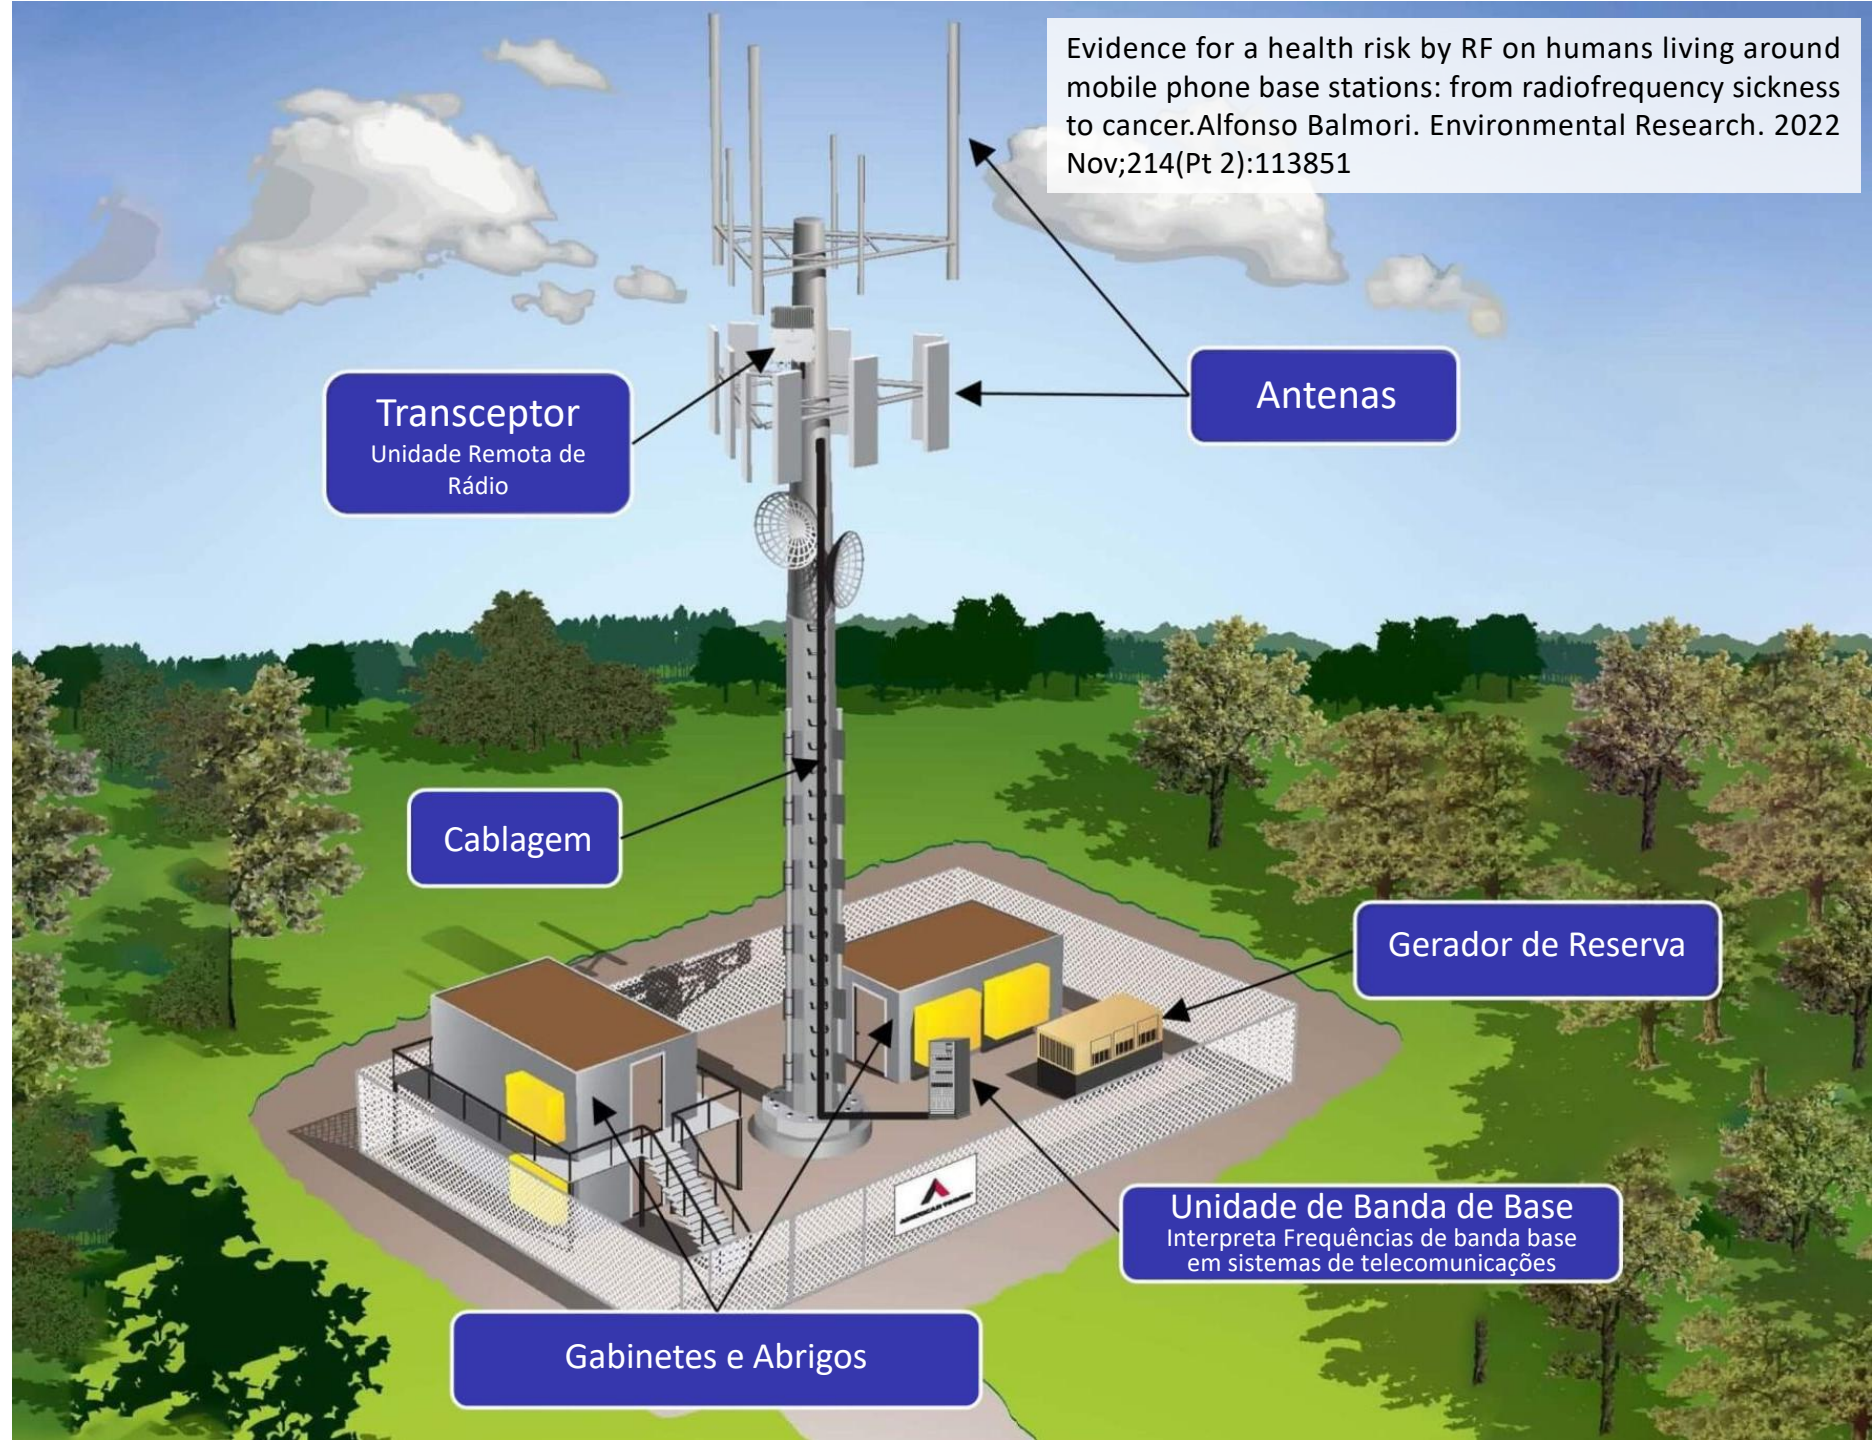 Evidence for a health risk by RF on humans living around
mobile phone base stations: from radiofrequency sickness
to cancer.Alfonso Balmori. Environmental Research. 2022
Nov;214(Pt 2):113851
Antenas
Transceptor
Unidade Remota de
Rádio
Cablagem
Gerador de Reserva
AMERICAN TOWER
Unidade de Banda de Base
Interpreta Frequências de banda base
em sistemas de telecomunicações
Gabinetes e Abrigos